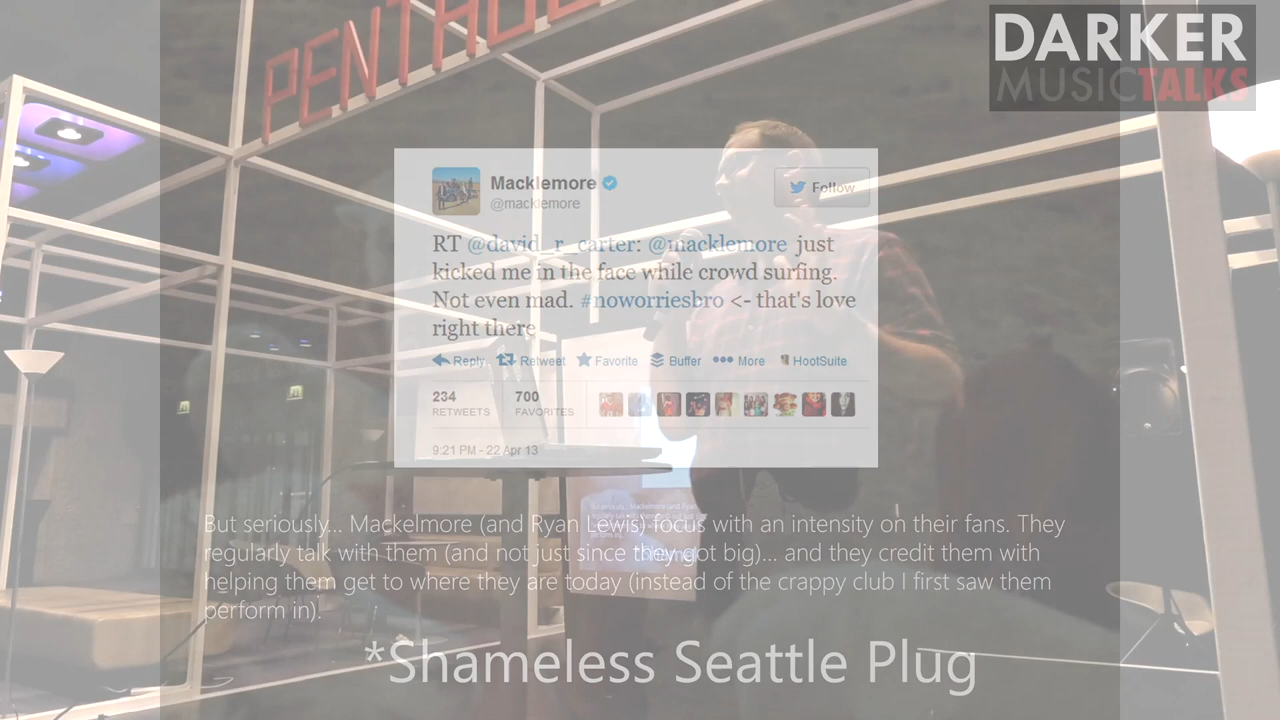 DARKER
MUSICTALKS
Macklemore
@macklemore
Follow
RT @david_r_carter: @macklemore just
kicked me in the face while crowd surfing.
Not even mad. #noworriesbro <- that's love
right there
Reply Retweet Favorite Buffer More HootSuite
234 700
RETWEETS FAVORITES
9:21 PM - 22 Apr 13
But seriously... Mackelmore (and Ryan Lewis) focus with an intensity on their fans. They
regularly talk with them (and not just since they got big)... and they credit them with
helping them get to where they are today (instead of the crappy club I first saw them
perform in).
*Shameless Seattle Plug